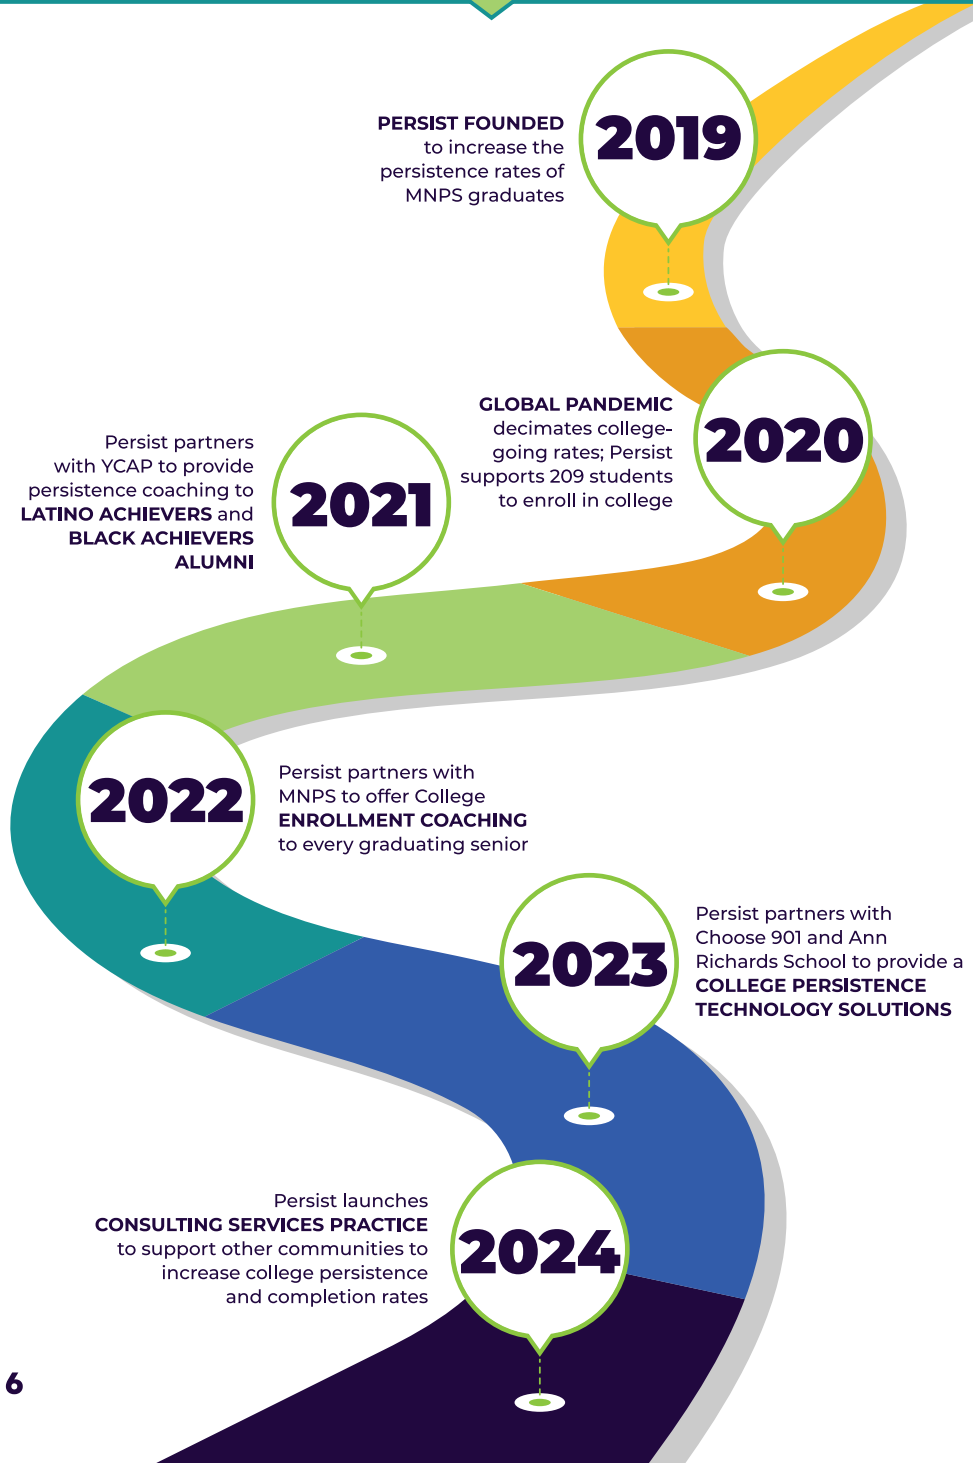 PERSIST FOUNDED
to increase the
persistence rates of
MNPS graduates
2019
GLOBAL PANDEMIC
decimates college-
going rates; Persist
supports 209 students
to enroll in college
2020
Persist partners
with YCAP to provide
persistence coaching to
LATINO ACHIEVERS and
BLACK ACHIEVERS
ALUMNI
2021
2022
Persist partners with
MNPS to offer College
ENROLLMENT COACHING
to every graduating senior
2023
Persist partners with
Choose 901 and Ann
Richards School to provide a
COLLEGE PERSISTENCE
TECHNOLOGY SOLUTIONS
Persist launches
CONSULTING SERVICES PRACTICE
to support other communities to
increase college persistence
and completion rates
2024
6